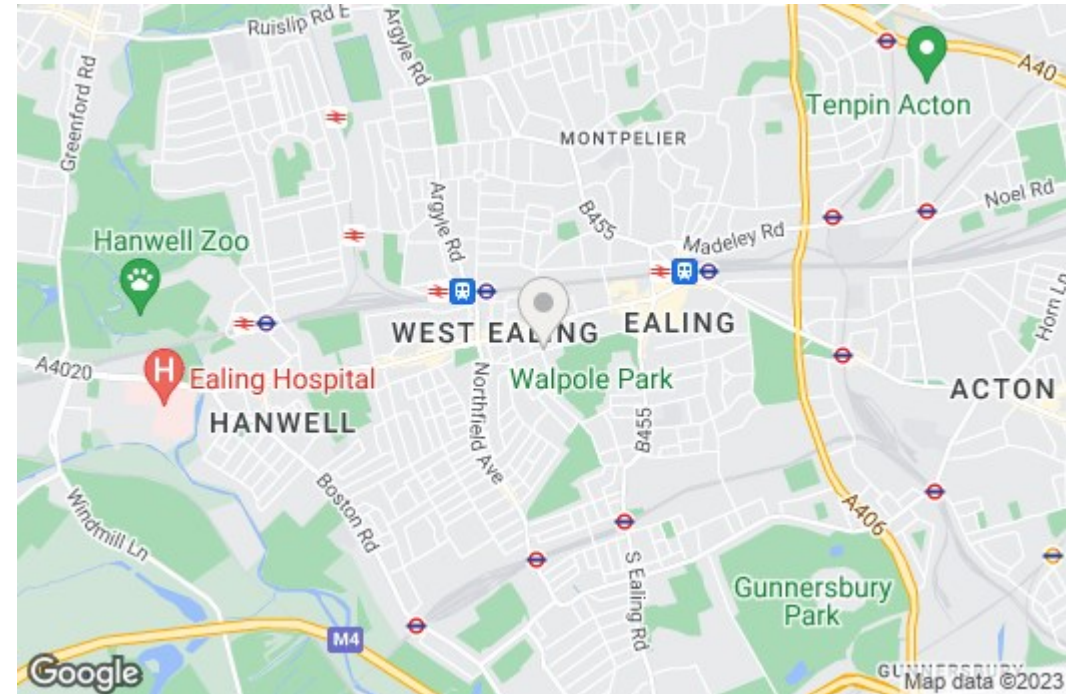 Ruislip Rd E
Argyle Rd
A40
Greenford Rd
Tenpin Acton
MONTPELIER
Argyle Rd
B455
Noel Rd
Hanwell Zoo
Madeley Rd
Horn Ln
WEST EALING
EALING
A4020
H
Ealing Hospital
Walpole Park
ACTON
HANWELL
Northfield Ave
B455
Boston Rd
A406
Windmill Ln
S Ealing Rd
Gunnersbury
Park
M4
GUNNERSBURY
Google
Map data ©2023